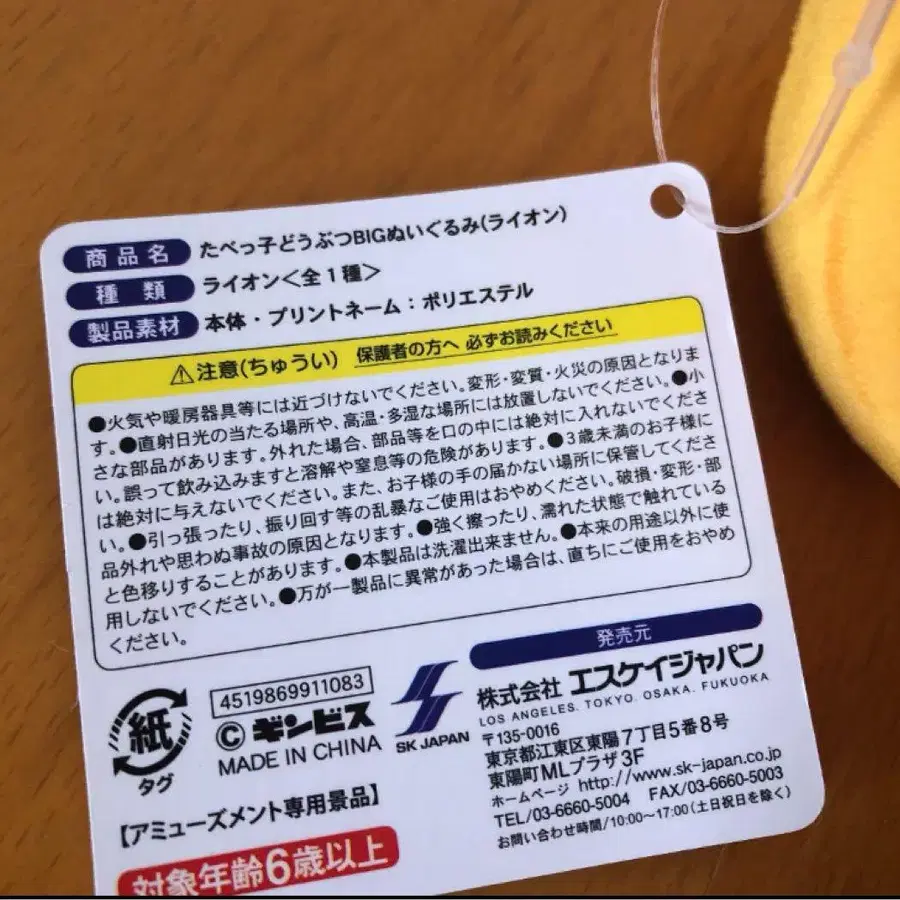 商品名 たべっ子どうぶつBIGぬいぐるみ(ライオン)
種類 ライオン<全1種>
製品素材 本体・プリントネーム:ポリエステル
⚠注意(ちゅうい) 保護者の方へ 必ずお読みください
●火気や暖房器具等には近づけないでください。変形・変質・火災の原因となりま
す。●直射日光の当たる場所や、高温・多湿な場所には放置しないでください。●小
さな部品があります。外れた場合、部品等を口の中には絶対に入れないでくださ
い。誤って飲み込みますと溶解や窒息等の危険があります。●3歳未満のお子様に
は絶対に与えないでください。また、お子様の手の届かない場所に保管してくださ
い。●引っ張ったり、振り回す等の乱暴なご使用はおやめください。破損・変形・部
品外れや思わぬ事故の原因となります。●強く擦ったり、濡れた状態で触れている
と色移りすることがあります。●本製品は洗濯出来ません。●本来の用途以外に使
用しないでください。●万が一製品に異常があった場合は、直ちにご使用をおやめ
ください。
紙
タグ
4519869911083
©ギンビス
MADE IN CHINA
【アミューズメント専用景品】
対象年齢6歳以上
SK JAPAN
発売元
株式会社 エスケイジャパン
LOS ANGELES. TOKYO. OSAKA. FUKUOKA
〒135-0016
東京都江東区東陽7丁目5番8号
東陽町MLプラザ3F
ホームページ http://www.sk-japan.co.jp
TEL/03-6660-5004 FAX/03-6660-5003
お問い合わせ時間/10:00~17:00(土日祝日を除く)